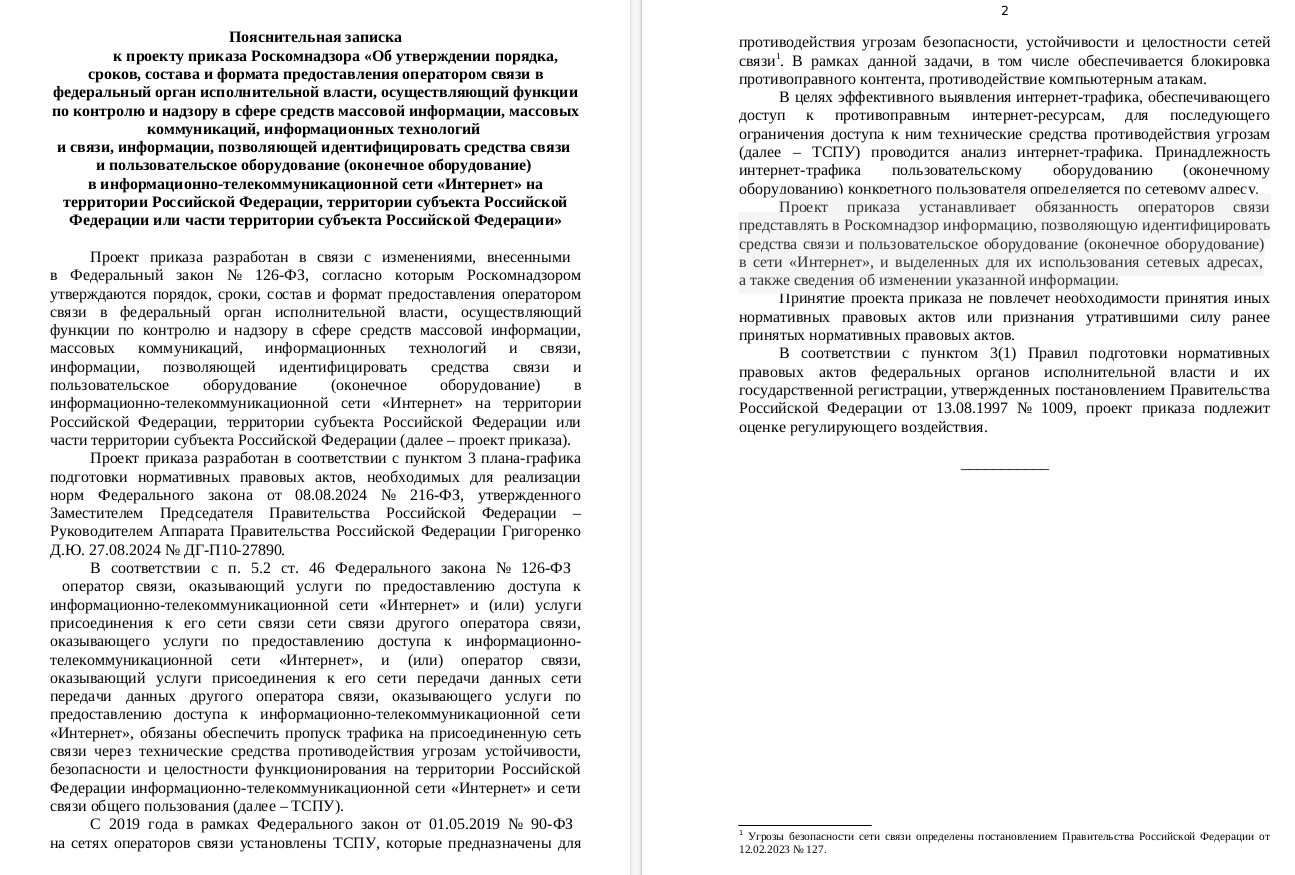 Пояснительная записка
к проекту приказа Роскомнадзора «Об утверждении порядка,
сроков, состава и формата предоставления оператором связи в
федеральный орган исполнительной власти, осуществляющий функции
по контролю и надзору в сфере средств массовой информации, массовых
коммуникаций, информационных технологий
и связи, информации, позволяющей идентифицировать средства связи
и пользовательское оборудование (оконечное оборудование)
в информационно-телекоммуникационной сети «Интернет» на
территории Российской Федерации, территории субъекта Российской
Федерации или части территории субъекта Российской Федерации»
Проект приказа разработан в связи с изменениями, внесенными
в Федеральный закон № 126-ФЗ, согласно которым Роскомнадзором
утверждаются порядок, сроки, состав и формат предоставления оператором
связи в федеральный орган исполнительной власти, осуществляющий
функции по контролю и надзору в сфере средств массовой информации,
массовых коммуникаций, информационных технологий и связи,
информации, позволяющей идентифицировать средства связи и
пользовательское оборудование (оконечное оборудование) в
информационно-телекоммуникационной сети «Интернет» на территории
Российской Федерации, территории субъекта Российской Федерации или
части территории субъекта Российской Федерации (далее – проект приказа).
Проект приказа разработан в соответствии с пунктом 3 плана-графика
подготовки нормативных правовых актов, необходимых для реализации
норм Федерального закона от 08.08.2024 № 216-ФЗ, утвержденного
Заместителем Председателя Правительства Российской Федерации –
Руководителем Аппарата Правительства Российской Федерации Григоренко
Д.Ю. 27.08.2024 № ДГ-П10-27890.
В соответствии с п. 5.2 ст. 46 Федерального закона № 126-ФЗ
оператор связи, оказывающий услуги по предоставлению доступа к
информационно-телекоммуникационной сети «Интернет» и (или) услуги
присоединения к его сети связи сети связи другого оператора связи,
оказывающего услуги по предоставлению доступа к информационно-
телекоммуникационной сети «Интернет», и (или) оператор связи,
оказывающий услуги присоединения к его сети передачи данных сети
передачи данных другого оператора связи, оказывающего услуги по
предоставлению доступа к информационно-телекоммуникационной сети
«Интернет», обязаны обеспечить пропуск трафика на присоединенную сеть
связи через технические средства противодействия угрозам устойчивости,
безопасности и целостности функционирования на территории Российской
Федерации информационно-телекоммуникационной сети «Интернет» и сети
связи общего пользования (далее – ТСПУ).
С 2019 года в рамках Федерального закон от 01.05.2019 № 90-ФЗ
на сетях операторов связи установлены ТСПУ, которые предназначены для
2
противодействия угрозам безопасности, устойчивости и целостности сетей
связи1. В рамках данной задачи, в том числе обеспечивается блокировка
противоправного контента, противодействие компьютерным атакам.
В целях эффективного выявления интернет-трафика, обеспечивающего
доступ к противоправным интернет-ресурсам, для последующего
ограничения доступа к ним технические средства противодействия угрозам
(далее – ТСПУ) проводится анализ интернет-трафика. Принадлежность
интернет-трафика пользовательскому оборудованию (оконечному
оборудованию) конкретного пользователя определяется по сетевому адресу.
Проект приказа устанавливает обязанность операторов связи
представлять в Роскомнадзор информацию, позволяющую идентифицировать
средства связи и пользовательское оборудование (оконечное оборудование)
в сети «Интернет», и выделенных для их использования сетевых адресах,
а также сведения об изменении указанной информации.
Принятие проекта приказа не повлечет необходимости принятия иных
нормативных правовых актов или признания утратившими силу ранее
принятых нормативных правовых актов.
В соответствии с пунктом 3(1) Правил подготовки нормативных
правовых актов федеральных органов исполнительной власти и их
государственной регистрации, утвержденных постановлением Правительства
Российской Федерации от 13.08.1997 № 1009, проект приказа подлежит
оценке регулирующего воздействия.
1 Угрозы безопасности сети связи определены постановлением Правительства Российской Федерации от
12.02.2023 № 127.